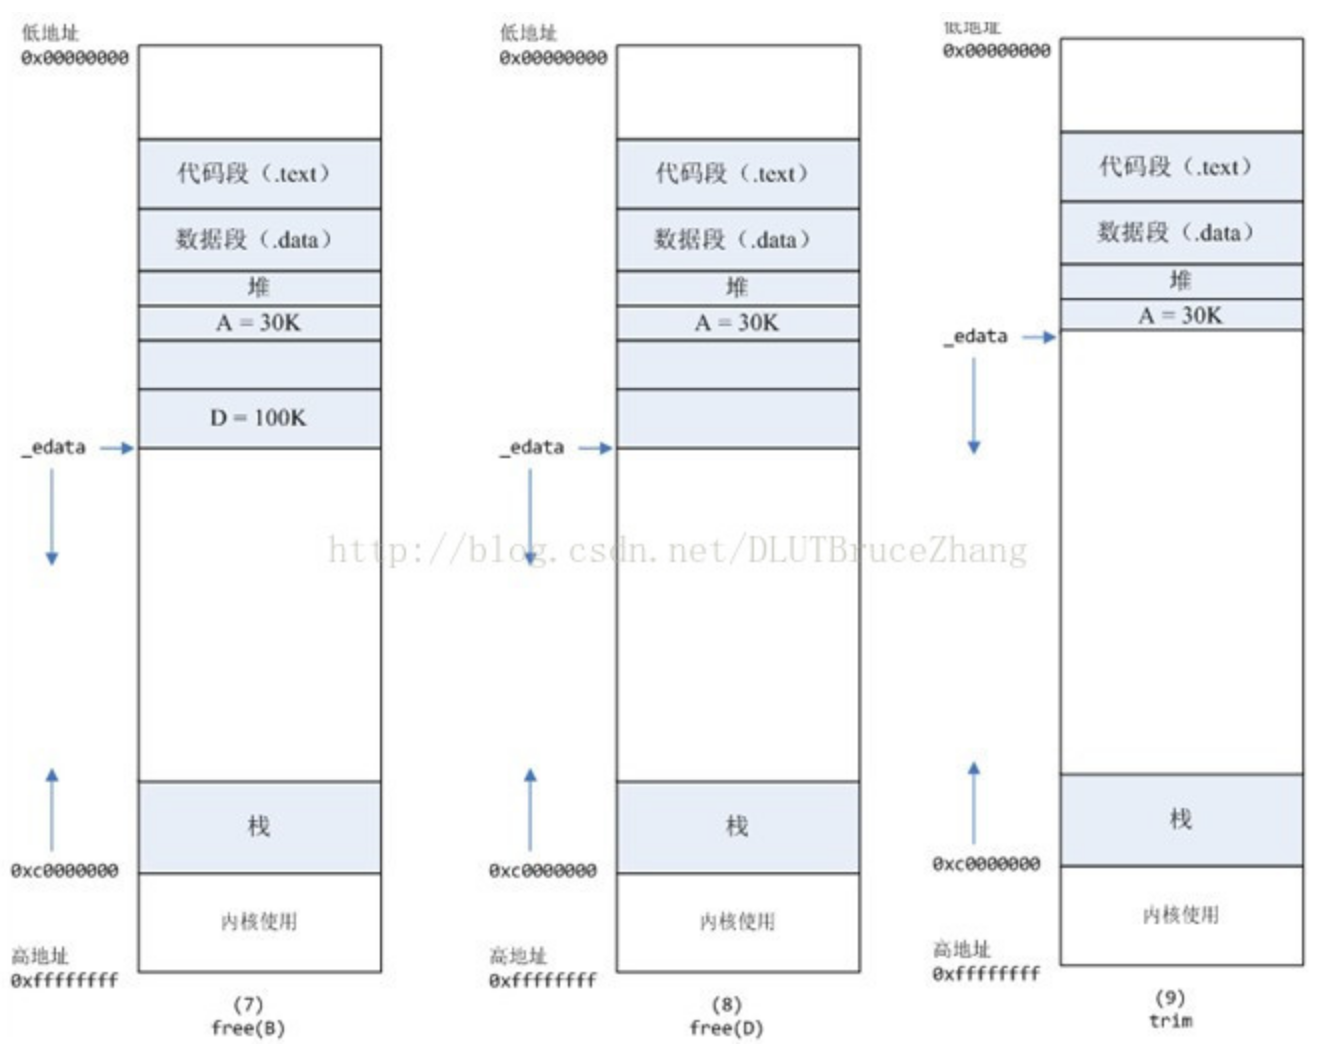 低地址
0x00000000
代码段（.text）
数据段（.data）
堆
A = 30K
D = 100K
_edata
栈
0xc0000000
内核使用
高地址
0xffffffff
(7)
free(B)
低地址
0x00000000
代码段（.text）
数据段（.data）
堆
A = 30K
_edata
栈
0xc0000000
内核使用
高地址
0xffffffff
(8)
free(D)
低地址
0x00000000
代码段（.text）
数据段（.data）
堆
A = 30K
_edata
栈
0xc0000000
内核使用
高地址
0xffffffff
(9)
trim
http://blog.csdn.net/DLUTBruceZhang